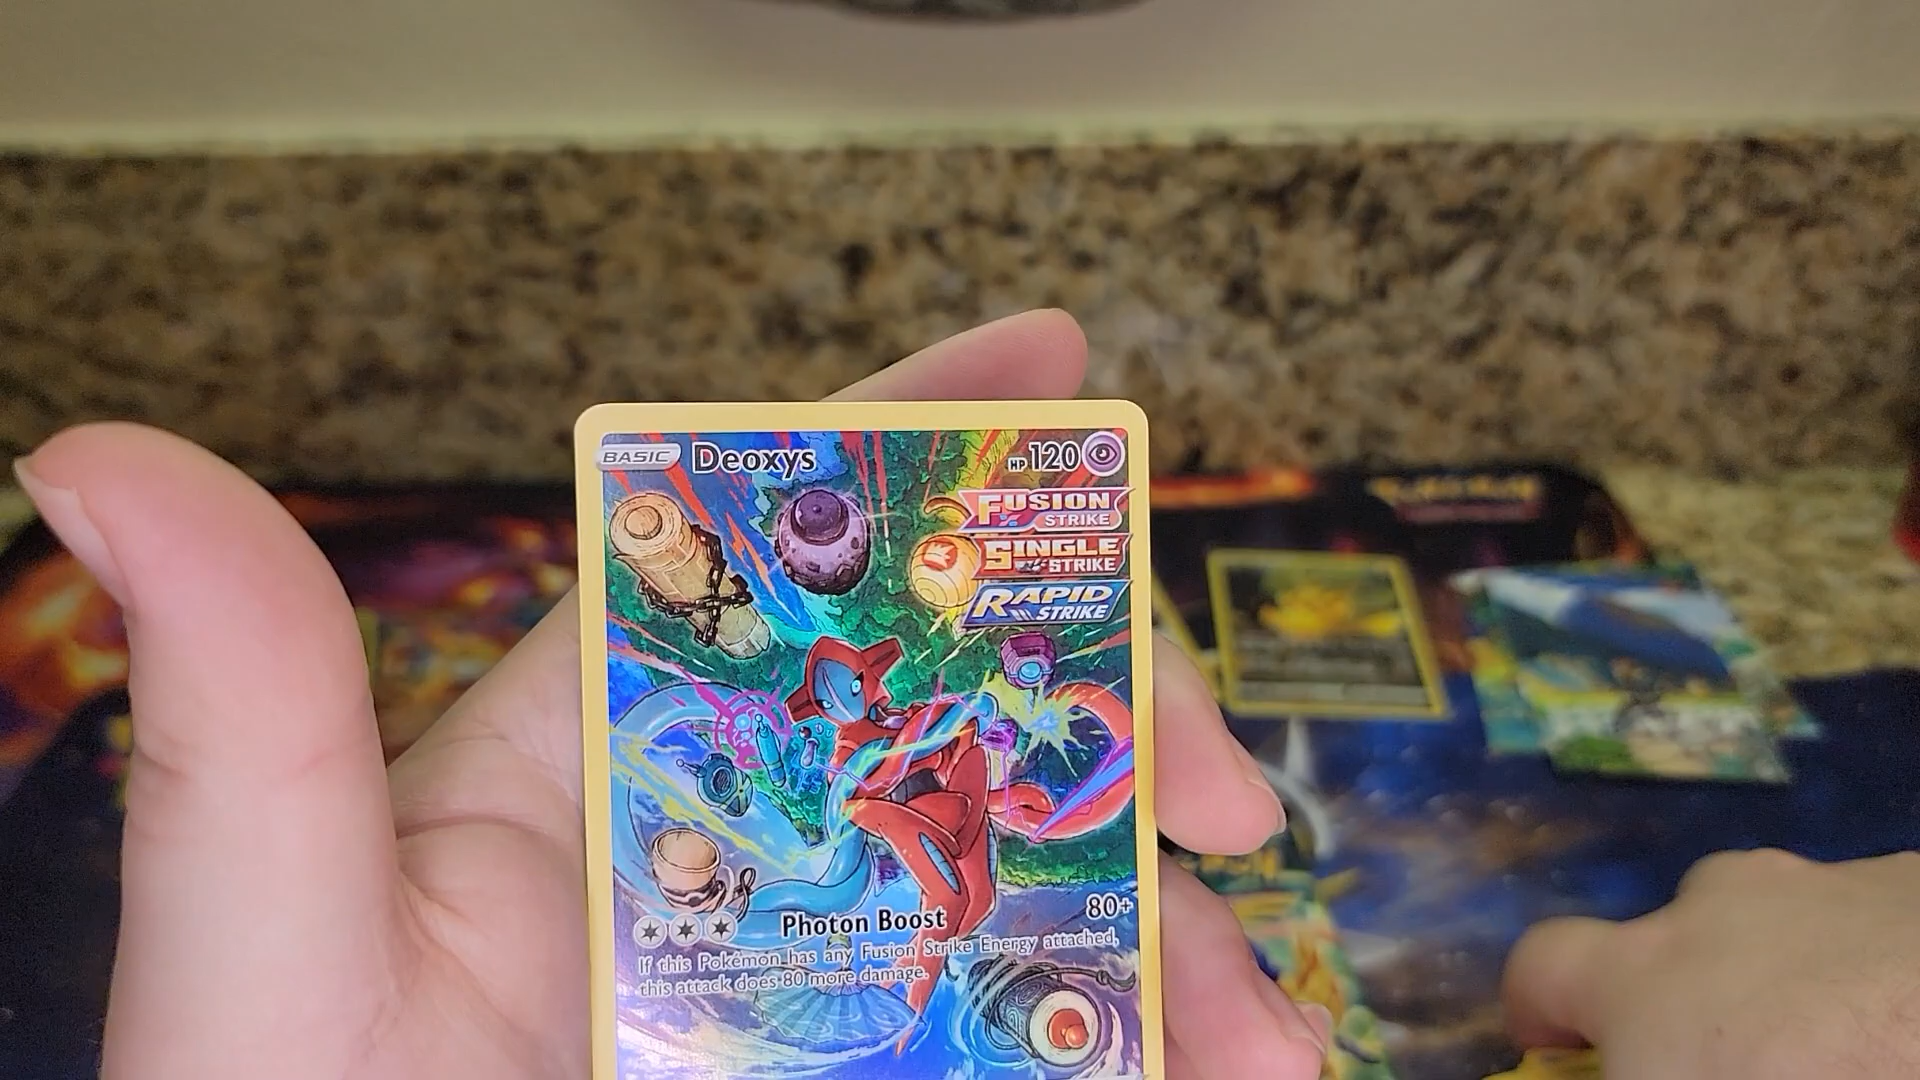 BASIC Deoxys HP 120
FUSION STRIKE
SINGLE STRIKE
RAPID STRIKE
Photon Boost 80+
If this Pokémon has any Fusion Strike Energy attached,
this attack does 80 more damage.